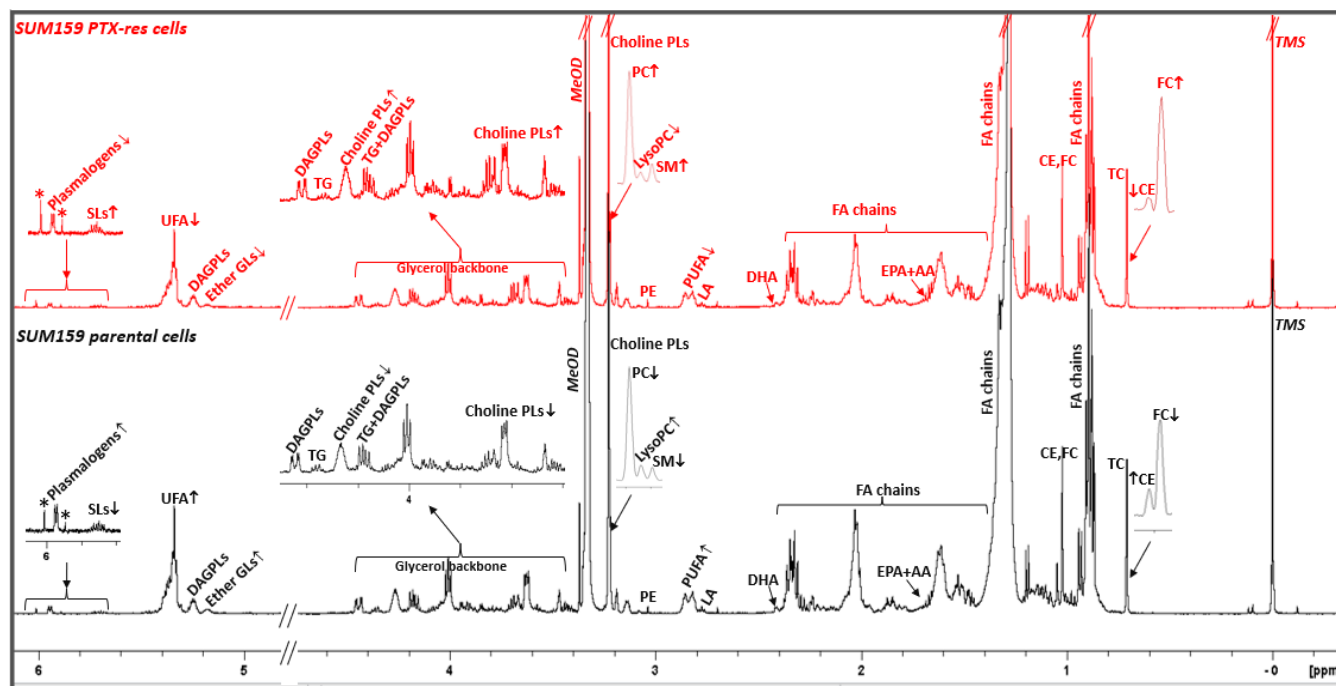 SUM159 PTX-res cells
MeOD
Choline PLs
TMS
PC↑
LysoPC↓
SM↑
FA chains
FA chains
FC↑
CE,FC
TC
↓CE
*
Plasmalogens↓
*
SLs↑
UFA↓
DAGPLs
Ether GLs↓
DAGPLs
TG
Choline PLs↑
TG+DAGPLs
Choline PLs↑
Glycerol backbone
PE
PUFA↓
LA
DHA
FA chains
EPA+AA
SUM159 parental cells
MeOD
Choline PLs
TMS
PC↓
LysoPC↑
SM↓
FA chains
FA chains
FC↓
CE,FC
TC
↑CE
*
Plasmalogens↑
*
SLs↓
6
UFA↑
DAGPLs
Ether GLs↑
DAGPLs
TG
Choline PLs↓
TG+DAGPLs
Choline PLs↓
4
Glycerol backbone
PE
PUFA↑
LA
DHA
FA chains
EPA+AA
6 5 4 3 2 1 - 0 [ppm